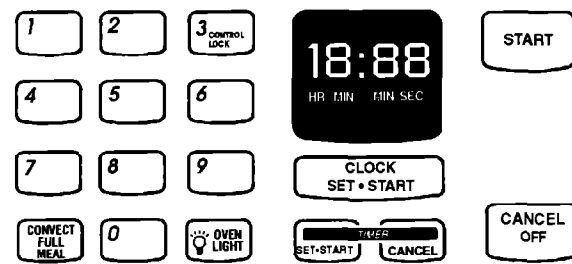 1
2
3 CONTROL
LOCK
18:88
HR MIN MIN SEC
START
4
5
6
7
8
9
CLOCK
SET • START
CONVECT
FULL
MEAL
0
OVEN
LIGHT
TIMER
SET•START
CANCEL
CANCEL
OFF